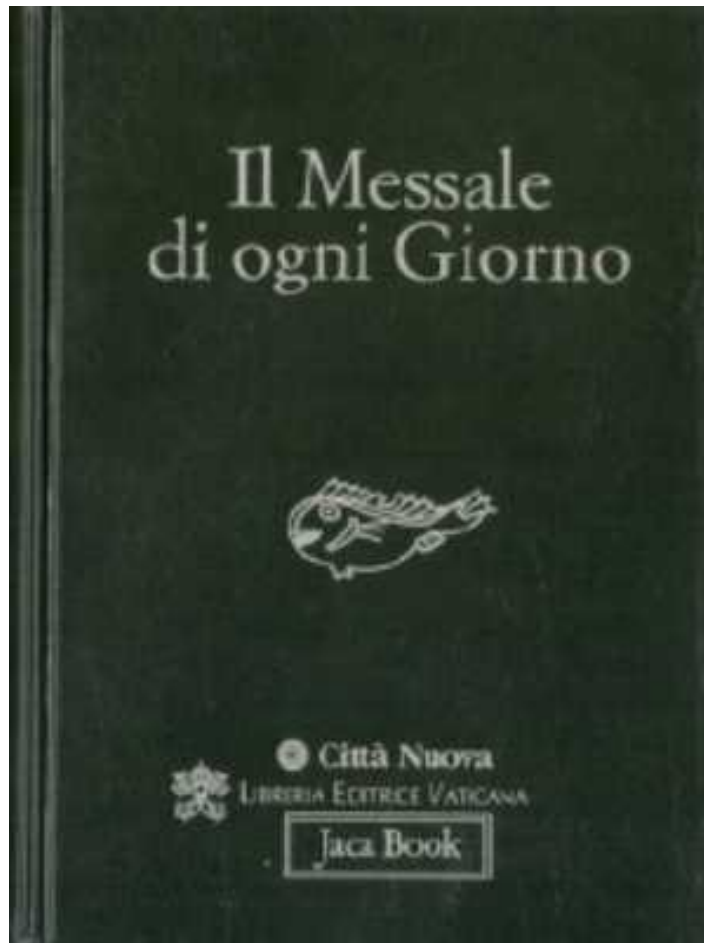 Il Messale
di ogni Giorno
Città Nuova
LIBRERIA EDITRICE VATICANA
Jaca Book